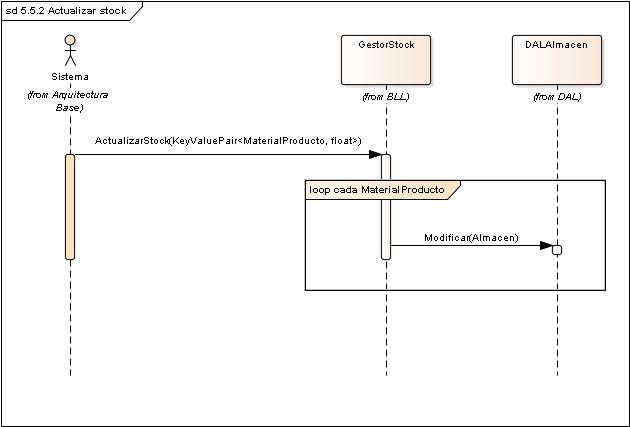 sd 5.5.2 Actualizar stock
Sistema
(from Arquitectura
Base)
GestorStock
(from BLL)
DALAlmacen
(from DAL)
ActualizarStock(KeyValuePair<MaterialProducto, float>)
loop cada MaterialProducto
Modificar(Almacen)